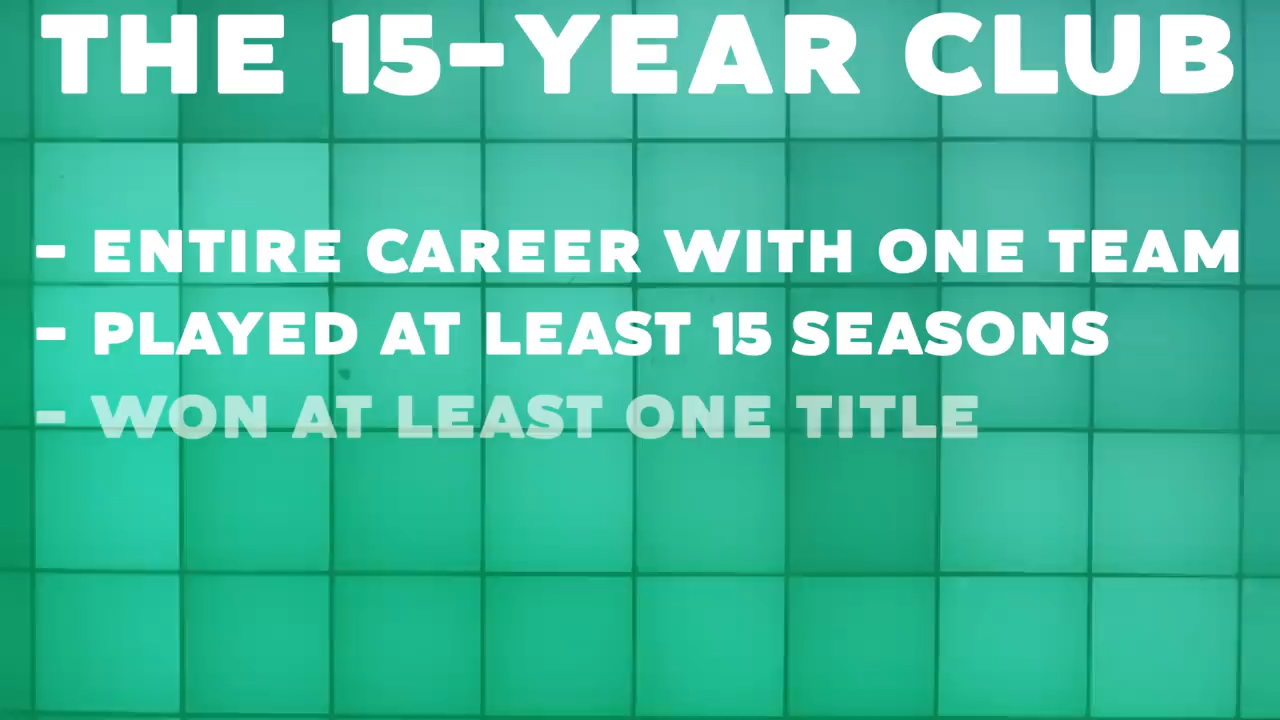 THE 15-YEAR CLUB
- ENTIRE CAREER WITH ONE TEAM
- PLAYED AT LEAST 15 SEASONS
- WON AT LEAST ONE TITLE